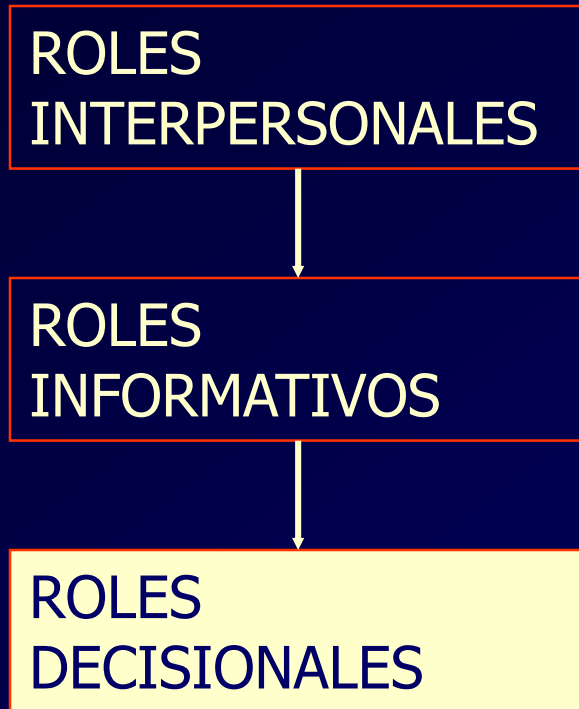 ROLES
INTERPERSONALES
ROLES
INFORMATIVOS
ROLES
DECISIONALES